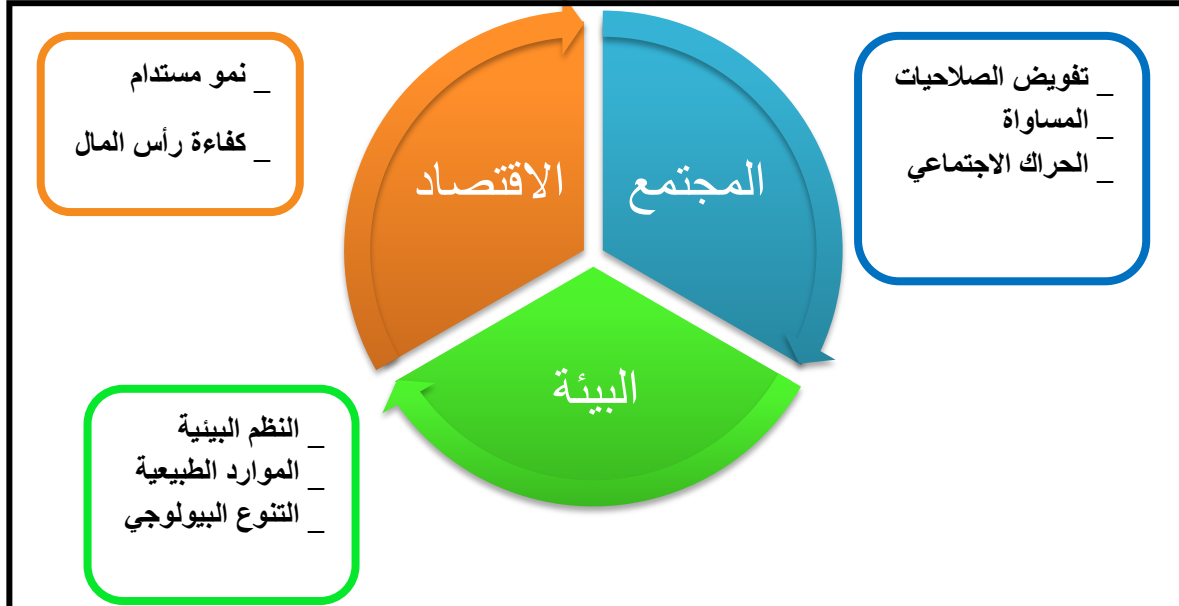 _ تفويض الصلاحيات
_ المساواة
_ الحراك الاجتماعي
_ نمو مستدام
_ كفاءة رأس المال
المجتمع
الاقتصاد
البيئة
_ النظم البيئية
_ الموارد الطبيعية
_ التنوع البيولوجي